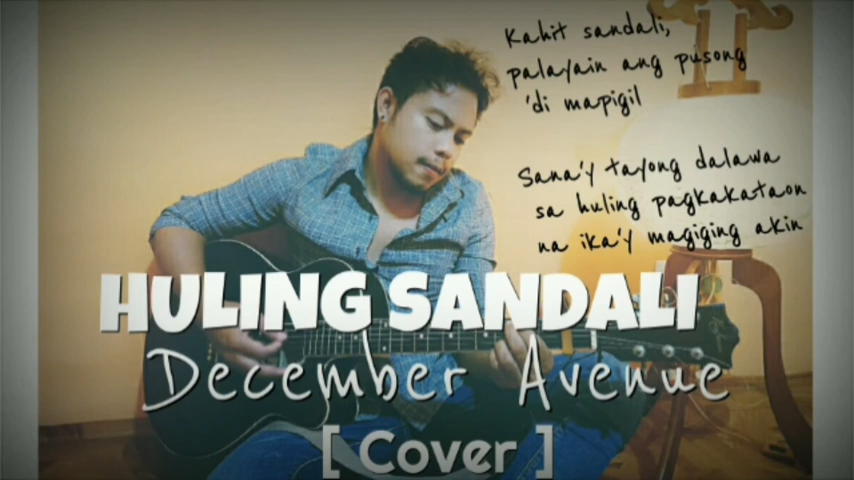 Kahit sandali,
palayain ang pusong
'di mapigil
Sana'y tayong dalawa
sa huling pagkakataon
na ika'y magiging akin
HULING SANDALI
December Avenue
[ Cover ]